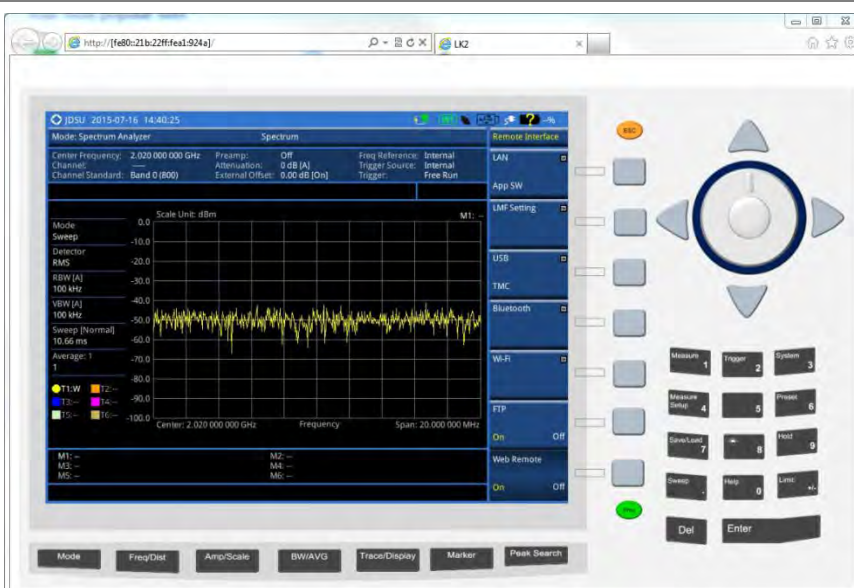 http://[fe80::21b:22ff:fea1:924a]/
LK2
JDSU 2015-07-16 14:40:25
Mode: Spectrum Analyzer
Spectrum
Remote Interface
Center Frequency: 2.020 000 000 GHz
Preamp: Off
Freq Reference: Internal
Channel: ----
Attenuation: 0 dB [A]
Trigger Source: Internal
Channel Standard: Band 0 (800)
External Offset: 0.00 dB [On]
Trigger: Free Run
LAN
App SW
LMF Setting
USB
TMC
Bluetooth
Wi-Fi
FTP
On Off
Web Remote
On Off
Mode
Sweep
Detector
RMS
RBW [A]
100 kHz
VBW [A]
100 kHz
Sweep [Normal]
10.66 ms
Average: 1
1
T1:W T2:--
T3:-- T4:--
T5:-- T6:--
Scale Unit: dBm
M1: --
0.0
-10.0
-20.0
-30.0
-40.0
-50.0
-60.0
-70.0
-80.0
-90.0
-100.0
Center: 2.020 000 000 GHz
Frequency
Span: 20.000 000 MHz
M1: -- M2: --
M3: -- M4: --
M5: -- M6: --
ESC
Measure 1
Trigger 2
System 3
Measure Setup 4
5
Preset 6
Save/Load 7
8
Hold 9
Sweep .
Help 0
Limit +/-
Del
Enter
Mode
Freq/Dist
Amp/Scale
BW/AVG
Trace/Display
Marker
Peak Search